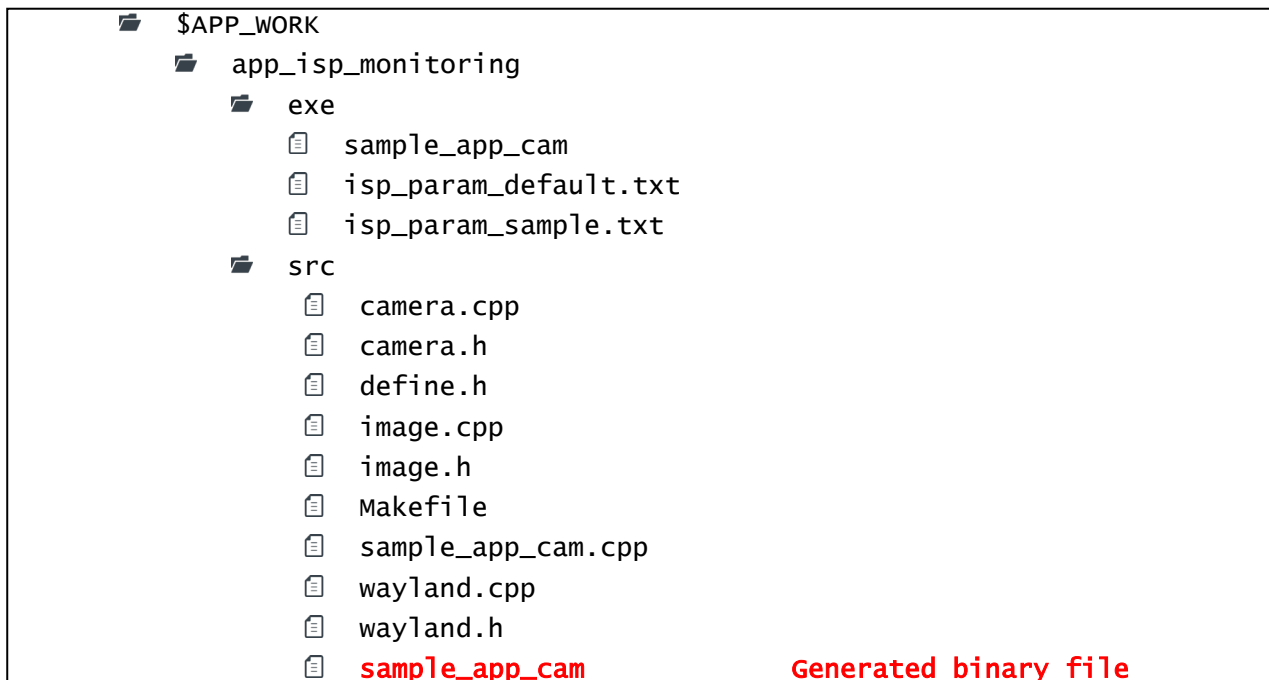 $APP_WORK
app_isp_monitoring
exe
sample_app_cam
isp_param_default.txt
isp_param_sample.txt
src
camera.cpp
camera.h
define.h
image.cpp
image.h
Makefile
sample_app_cam.cpp
wayland.cpp
wayland.h
sample_app_cam Generated binary file